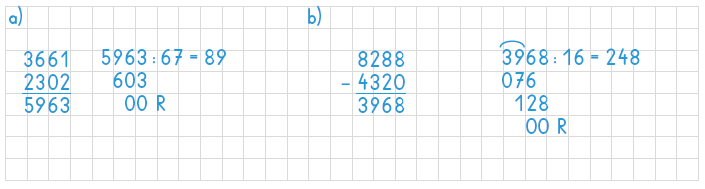 a)
3661
2302
5963
5963 : 67 = 89
603
00 R
b)
8288
- 4320
3968
3968 : 16 = 248
076
128
00 R